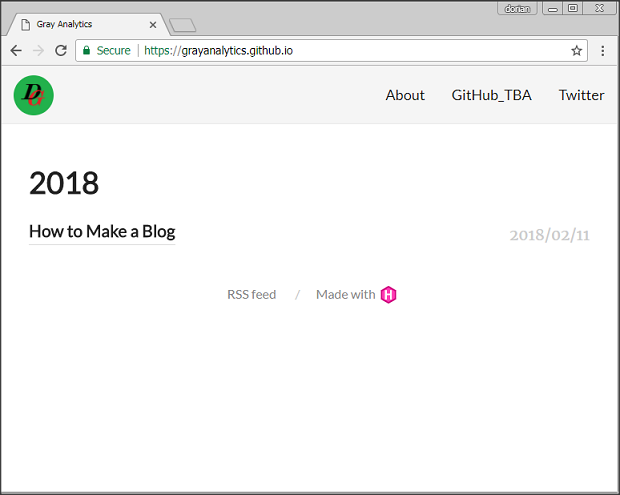 dorian
Gray Analytics
Secure https://grayanalytics.github.io
DG About GitHub_TBA Twitter
2018
How to Make a Blog 2018/02/11
RSS feed / Made with H